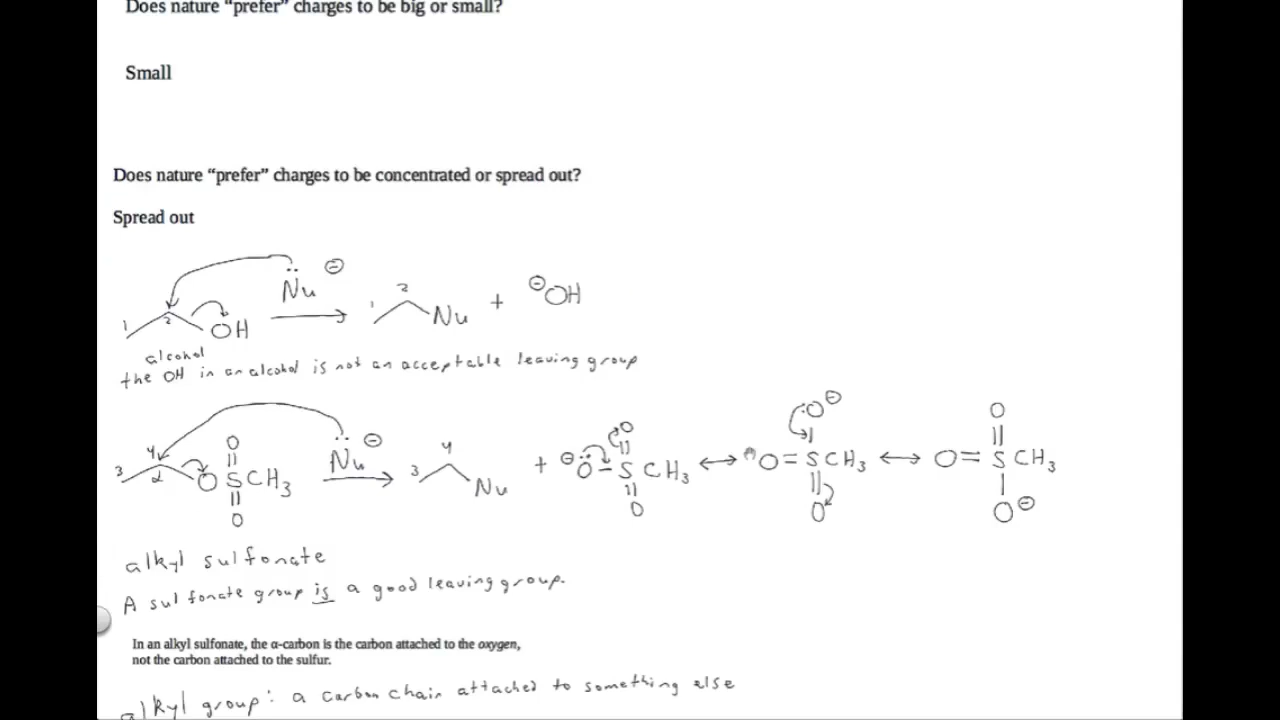 Does nature “prefer” charges to be big or small?
Small
Does nature “prefer” charges to be concentrated or spread out?
Spread out
1 2 OH Nu ⊖ 1 2 Nu + ⊖OH
alcohol
the OH in an alcohol is not an acceptable leaving group
3 4 2 O S CH3 O O Nu ⊖ 3 4 Nu + ⊖ O – S CH3 O O ↔ O = S CH3 O ⊖ O ↔ O = S CH3 O O ⊖
alkyl sulfonate
A sulfonate group is a good leaving group.
In an alkyl sulfonate, the α-carbon is the carbon attached to the oxygen,
not the carbon attached to the sulfur.
alkyl group: a carbon chain attached to something else